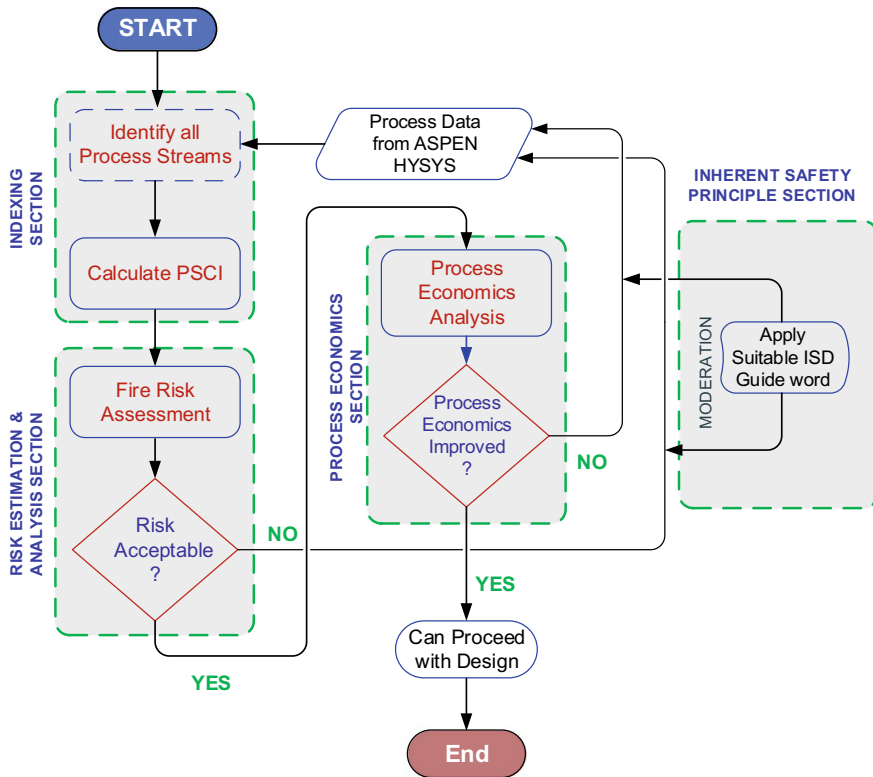 START
Identify all
Process Streams
Process Data
from ASPEN
HYSYS
INHERENT SAFETY
PRINCIPLE SECTION
INDEXING
SECTION
Calculate PSCI
Process
Economics
Analysis
PROCESS ECONOMICS
SECTION
MODERATION
Apply
Suitable ISD
Guide word
Fire Risk
Assessment
Process
Economics
Improved
?
NO
RISK ESTIMATION &
ANALYSIS SECTION
Risk
Acceptable
?
NO
YES
YES
Can Proceed
with Design
End